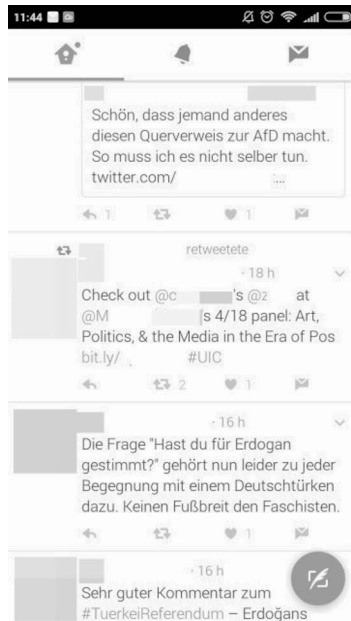 11:44
Schön, dass jemand anderes
diesen Querverweis zur AfD macht.
So muss ich es nicht selber tun.
twitter.com/ ...
1 1
retweetete
· 18 h
Check out @c 's @z at
@M s 4/18 panel: Art,
Politics, & the Media in the Era of Pos
bit.ly/ #UIC
2 1
· 16 h
Die Frage "Hast du für Erdogan
gestimmt?" gehört nun leider zu jeder
Begegnung mit einem Deutschtürken
dazu. Keinen Fußbreit den Faschisten.
1
· 16 h
Sehr guter Kommentar zum
#TuerkeiReferendum – Erdoğans